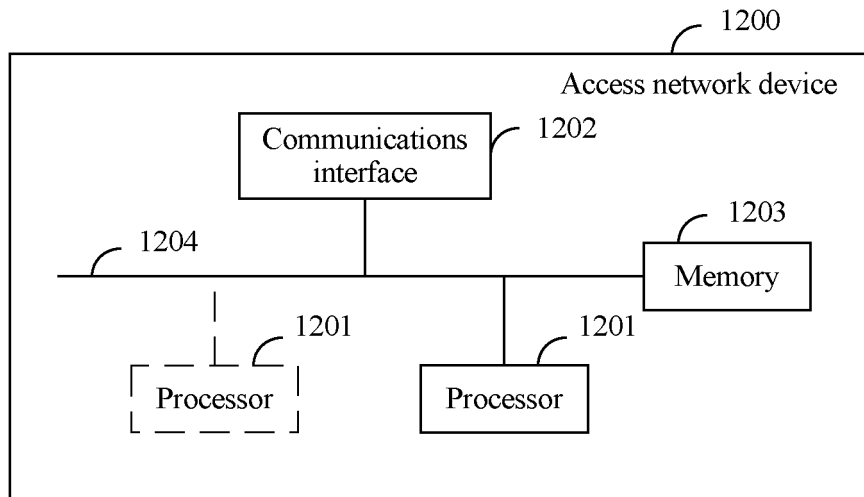 1200
Access network device
Communications
interface
1202
1203
1204
Memory
1201
1201
Processor
Processor